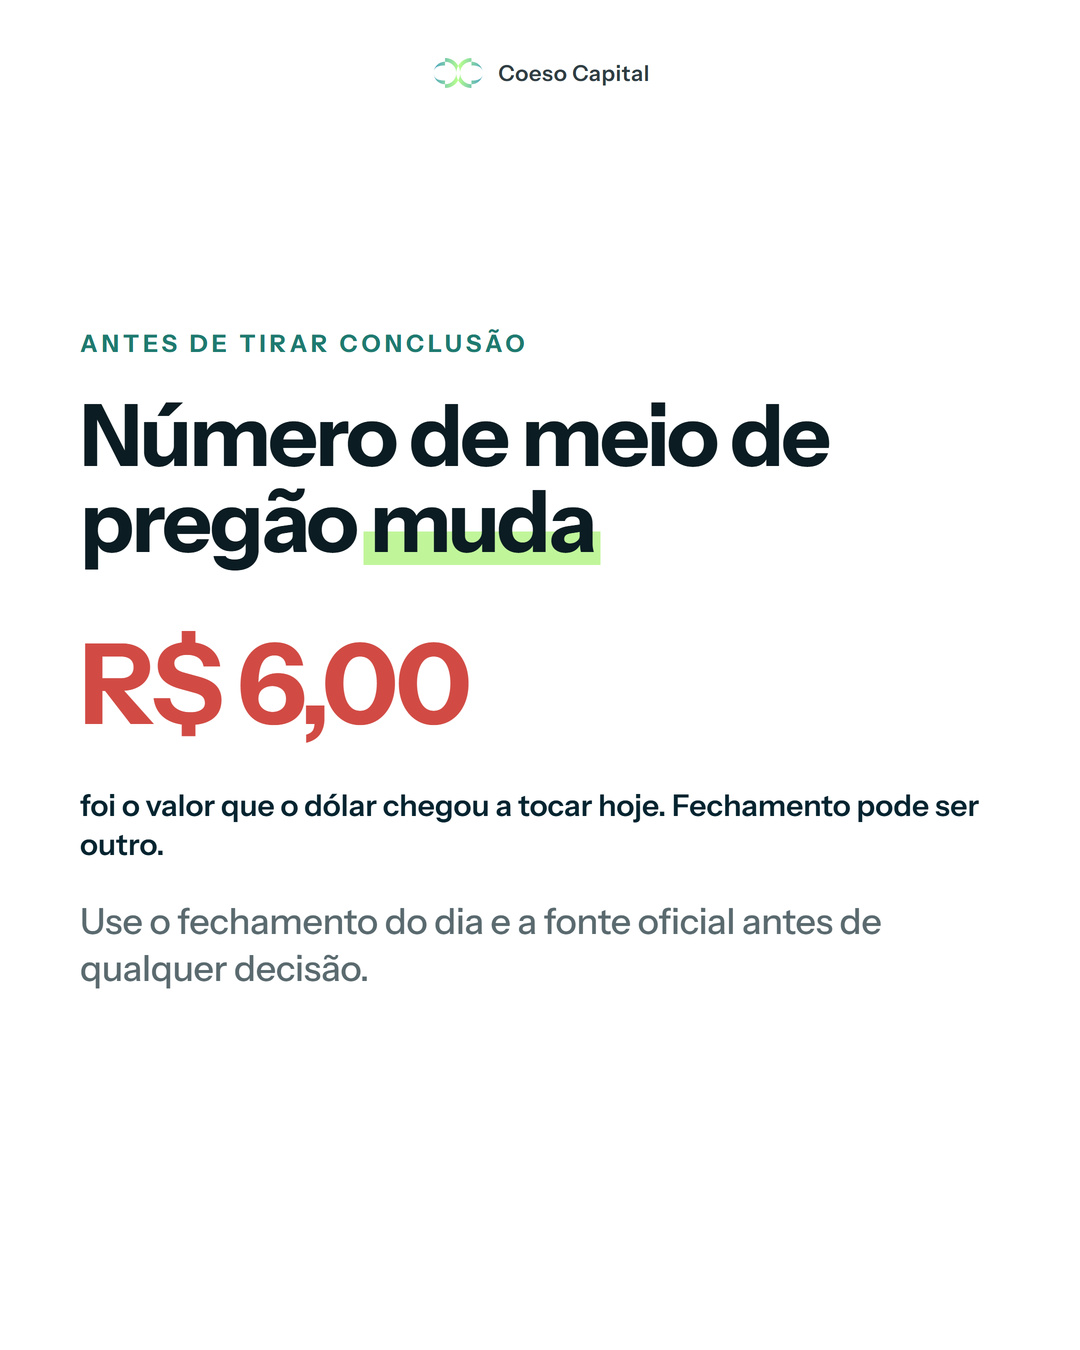 Coeso Capital
ANTES DE TIRAR CONCLUSÃO
Número de meio de
pregão muda
R$ 6,00
foi o valor que o dólar chegou a tocar hoje. Fechamento pode ser
outro.
Use o fechamento do dia e a fonte oficial antes de
qualquer decisão.